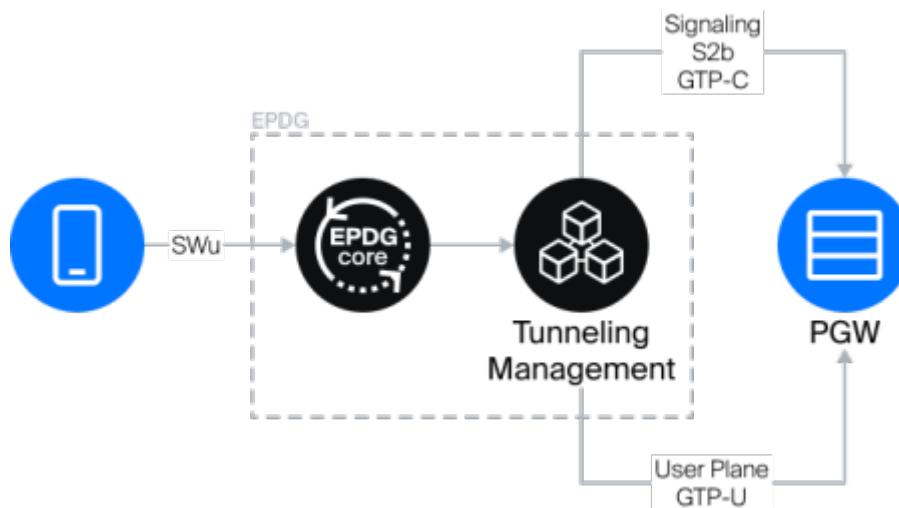 Signaling
S2b
GTP-C
EPDG
SWu
EPDG
core
Tunneling
Management
PGW
User Plane
GTP-U